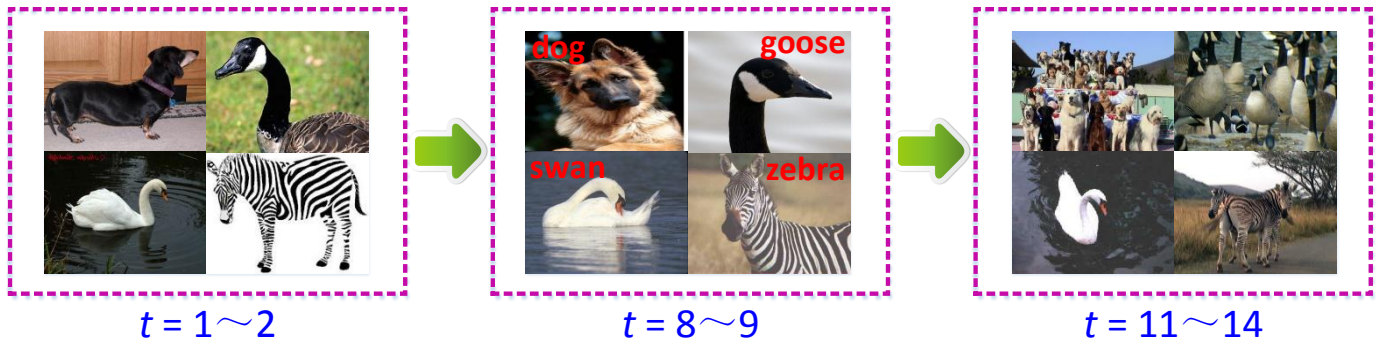 dog
goose
swan
zebra
t = 1～2
t = 8～9
t = 11～14